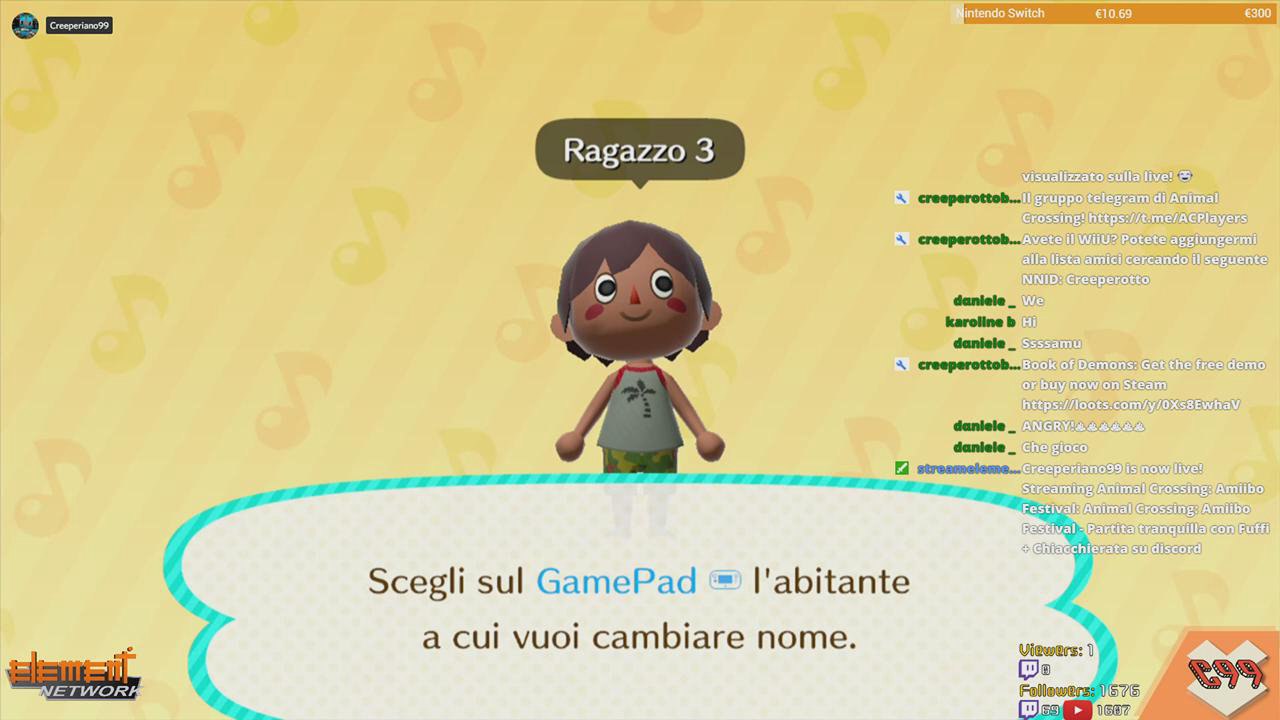 Creeperiano99
Nintendo Switch €10.69 €300
Ragazzo 3
visualizzato sulla live!
creeperottob... Il gruppo telegram di Animal
Crossing! https://t.me/ACPlayers
creeperottob... Avete il WiiU? Potete aggiungermi
alla lista amici cercando il seguente
NNID: Creeperotto
daniele _ We
karoline b Hi
daniele _ Ssssamu
creeperottob... Book of Demons: Get the free demo
or buy now on Steam
https://loots.com/y/0Xs8EwhaV
daniele _ ANGRY!
daniele _ Che gioco
streameleme... Creeperiano99 is now live!
Streaming Animal Crossing: Amiibo
Festival: Animal Crossing: Amiibo
Festival - Partita tranquilla con Fuffi
+ Chiacchierata su discord
Scegli sul GamePad l'abitante
a cui vuoi cambiare nome.
Viewers: 1
0
Followers: 1676
69 1607
ELEMENT
NETWORK
C99